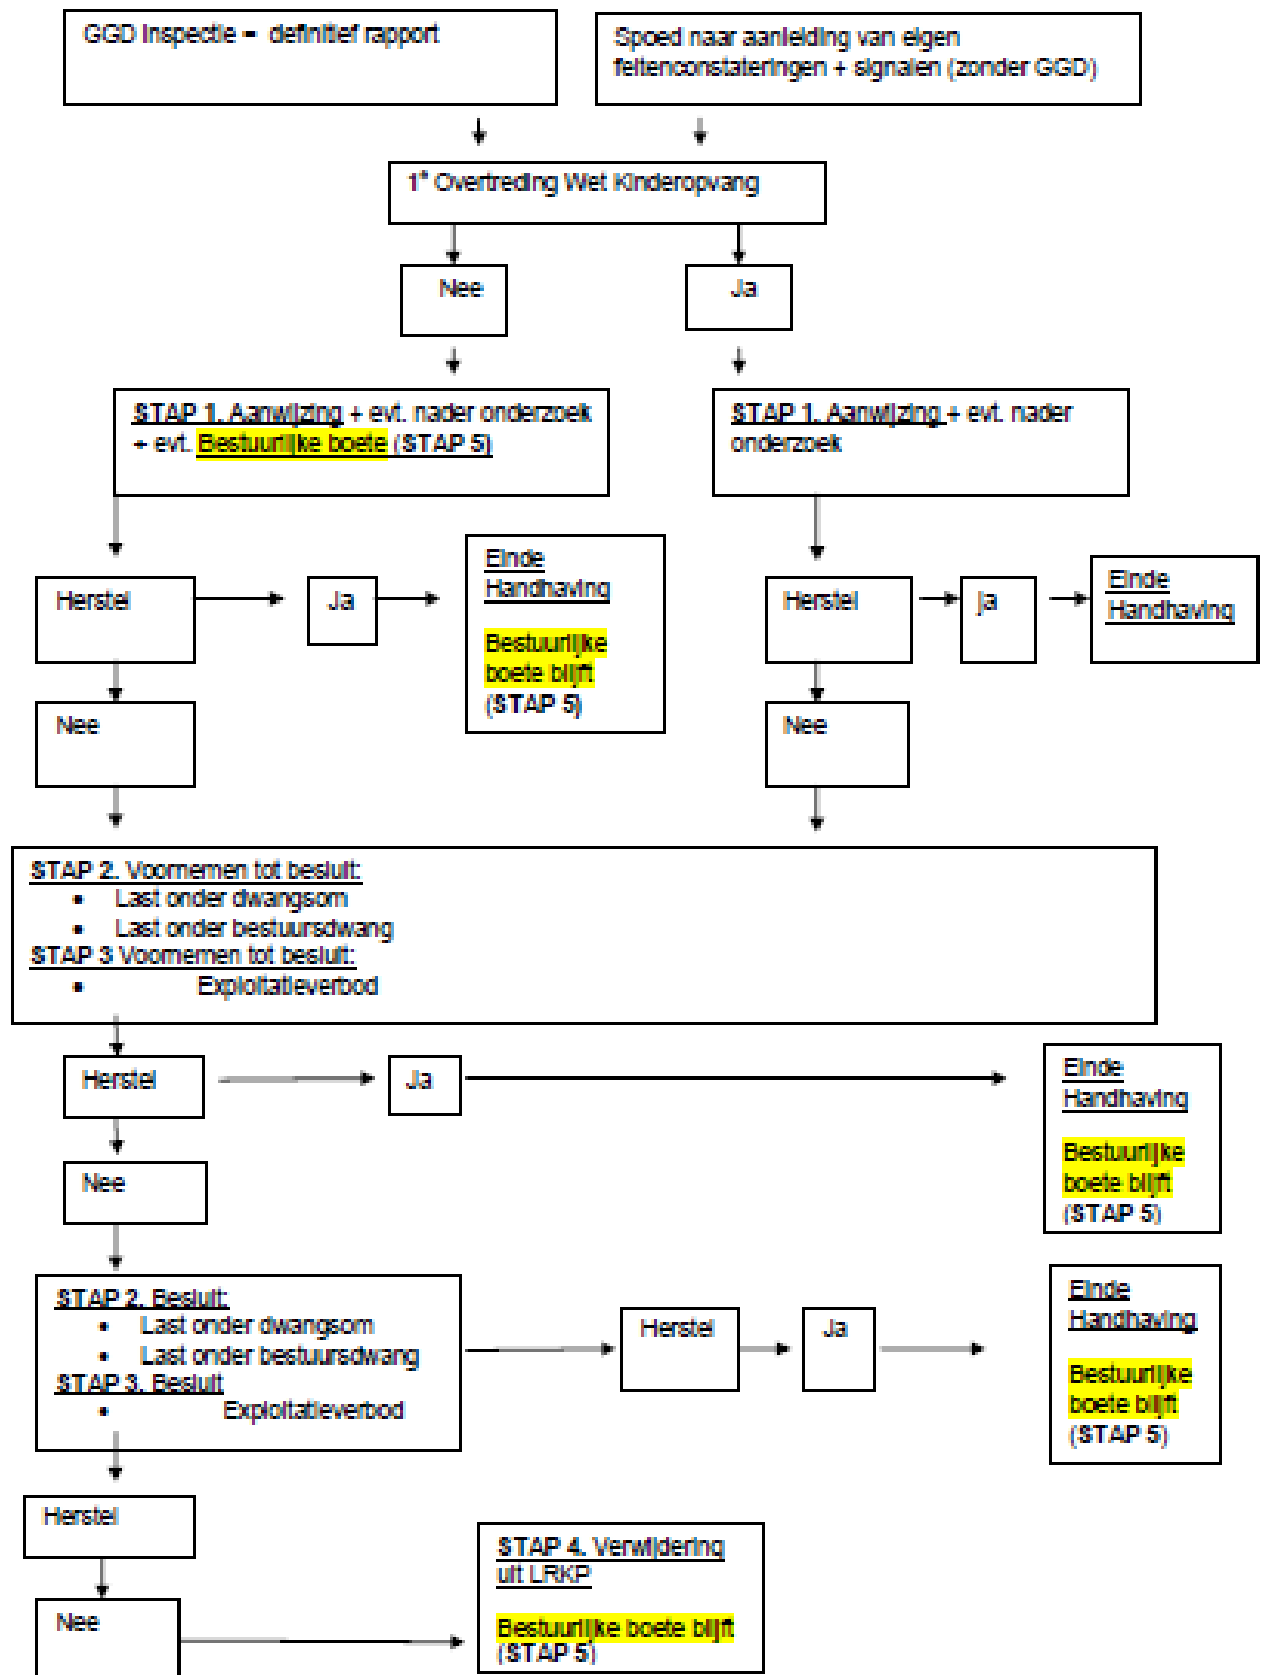 GGD Inspectie = definitief rapport
Spoed naar aanleiding van eigen
feitenconstateringen + signalen (zonder GGD)
1e Overtreding Wet Kinderopvang
Nee
Ja
STAP 1. Aanwijzing + evt. nader onderzoek
+ evt. Bestuurlijke boete (STAP 5)
STAP 1. Aanwijzing + evt. nader
onderzoek
Herstel
Ja
Einde
Handhaving
Bestuurlijke
boete blijft
(STAP 5)
Herstel
ja
Einde
Handhaving
Nee
Nee
STAP 2. Voornemen tot besluit:
• Last onder dwangsom
• Last onder bestuursdwang
STAP 3 Voornemen tot besluit:
• Exploitatieverbod
Herstel
Ja
Einde
Handhaving
Bestuurlijke
boete blijft
(STAP 5)
Nee
STAP 2. Besluit:
• Last onder dwangsom
• Last onder bestuursdwang
STAP 3. Besluit
• Exploitatieverbod
Herstel
Ja
Einde
Handhaving
Bestuurlijke
boete blijft
(STAP 5)
Herstel
Nee
STAP 4. Verwijdering
uit LRKP
Bestuurlijke boete blijft
(STAP 5)